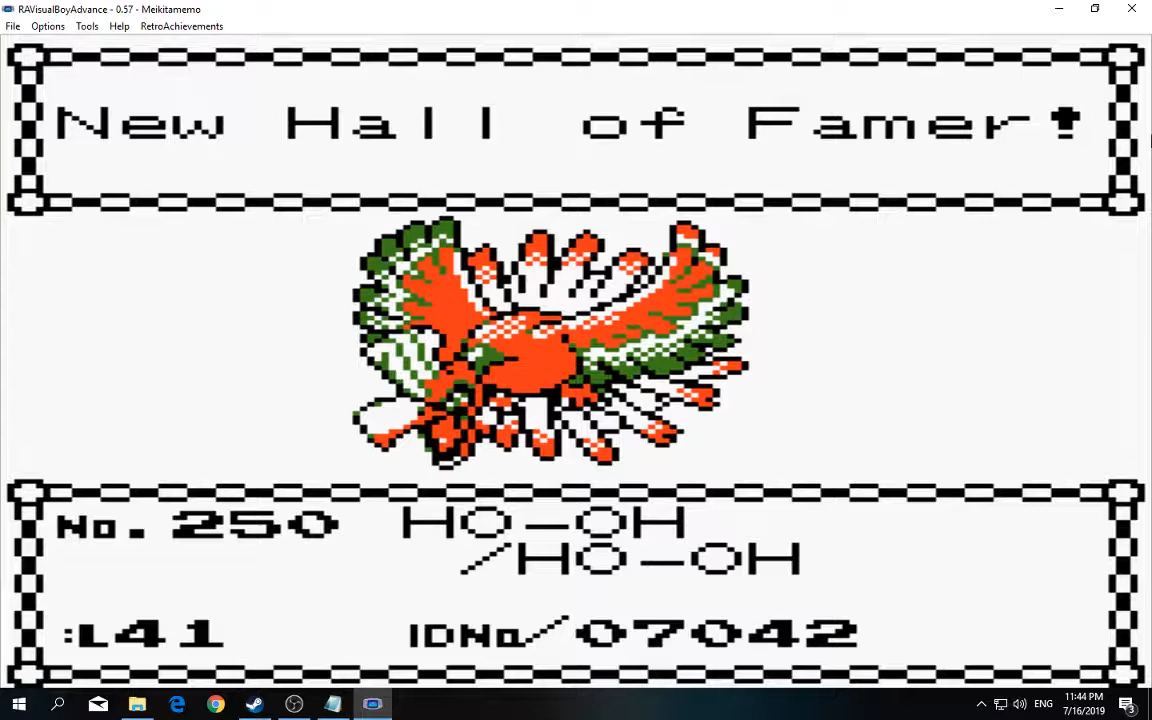 RAVisualBoyAdvance - 0.57 - Meikitamemo
File Options Tools Help RetroAchievements
New Hall of Famer!
No.250 HO-OH
/HO-OH
:L41 IDNo/07042
ENG
11:44 PM
7/16/2019
3